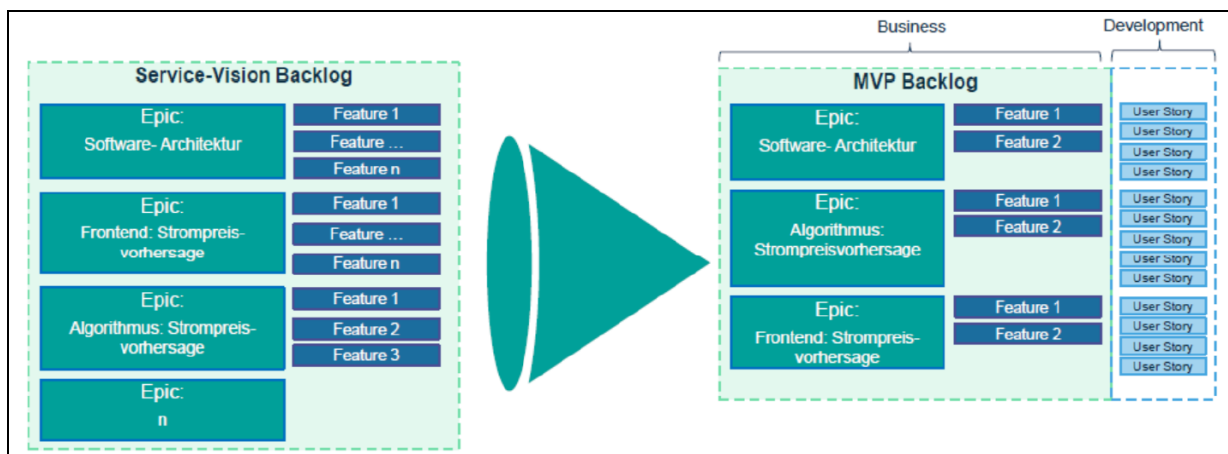 Business
Development
Service-Vision Backlog
Epic:
Software- Architektur
Feature 1
Feature ...
Feature n
Epic:
Frontend: Strompreis-
vorhersage
Feature 1
Feature ...
Feature n
Epic:
Algorithmus: Strompreis-
vorhersage
Feature 1
Feature 2
Feature 3
Epic:
n
MVP Backlog
Epic:
Software- Architektur
Feature 1
Feature 2
User Story
User Story
User Story
User Story
Epic:
Algorithmus:
Strompreisvorhersage
Feature 1
Feature 2
User Story
User Story
User Story
User Story
User Story
Epic:
Frontend: Strompreis-
vorhersage
Feature 1
Feature 2
User Story
User Story
User Story
User Story